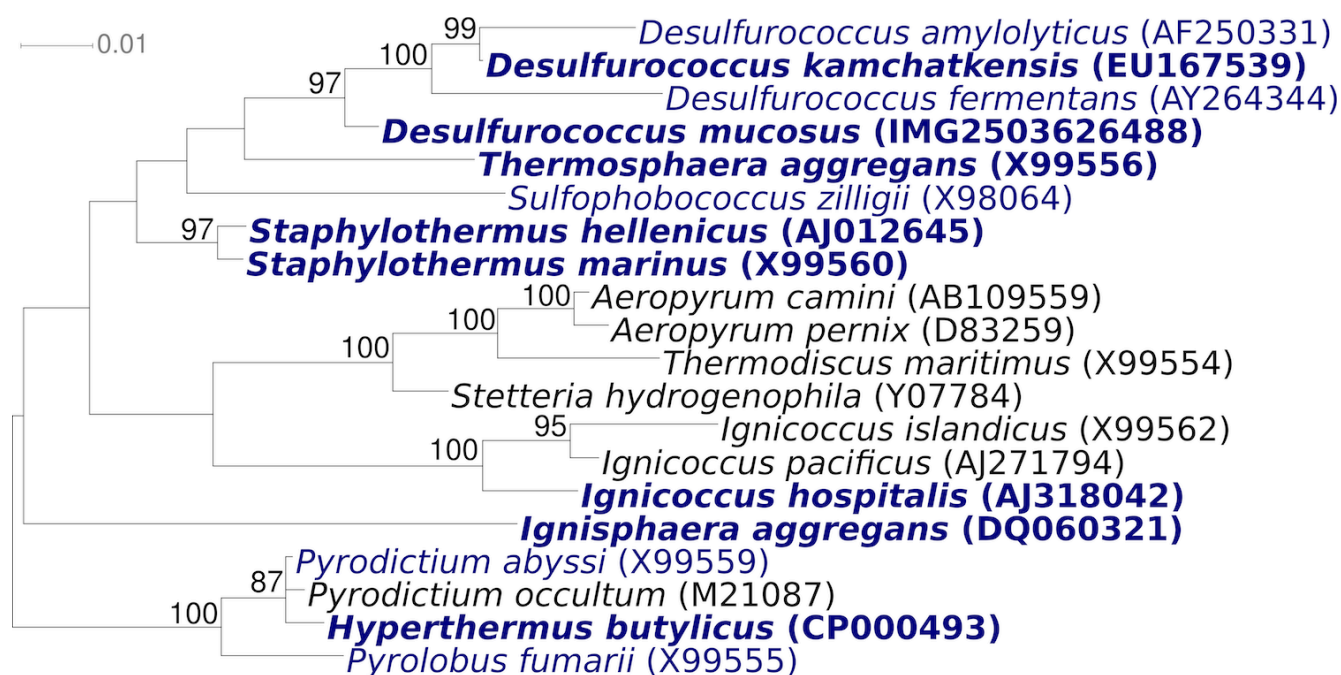 0.01
99
Desulfurococcus amylolyticus (AF250331)
100
Desulfurococcus kamchatkensis (EU167539)
97
Desulfurococcus fermentans (AY264344)
Desulfurococcus mucosus (IMG2503626488)
Thermosphaera aggregans (X99556)
Sulfophobococcus zilligii (X98064)
97
Staphylothermus hellenicus (AJ012645)
Staphylothermus marinus (X99560)
100
Aeropyrum camini (AB109559)
100
Aeropyrum pernix (D83259)
100
Thermodiscus maritimus (X99554)
Stetteria hydrogenophila (Y07784)
95
Ignicoccus islandicus (X99562)
100
Ignicoccus pacificus (AJ271794)
Ignicoccus hospitalis (AJ318042)
Ignisphaera aggregans (DQ060321)
Pyrodictium abyssi (X99559)
87
Pyrodictium occultum (M21087)
100
Hyperthermus butylicus (CP000493)
Pyrolobus fumarii (X99555)